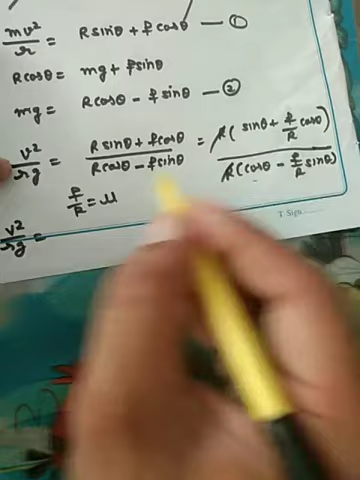 mv²/r = R sinθ + f cosθ — ①
R cosθ = mg + f sinθ
mg = R cosθ - f sinθ — ②
v²/rg = (R sinθ + f cosθ)/(R cosθ - f sinθ) = R( sinθ + f/R cosθ)/R(cosθ - f/R sinθ)
f/R = μ
T Sign
v²/rg =